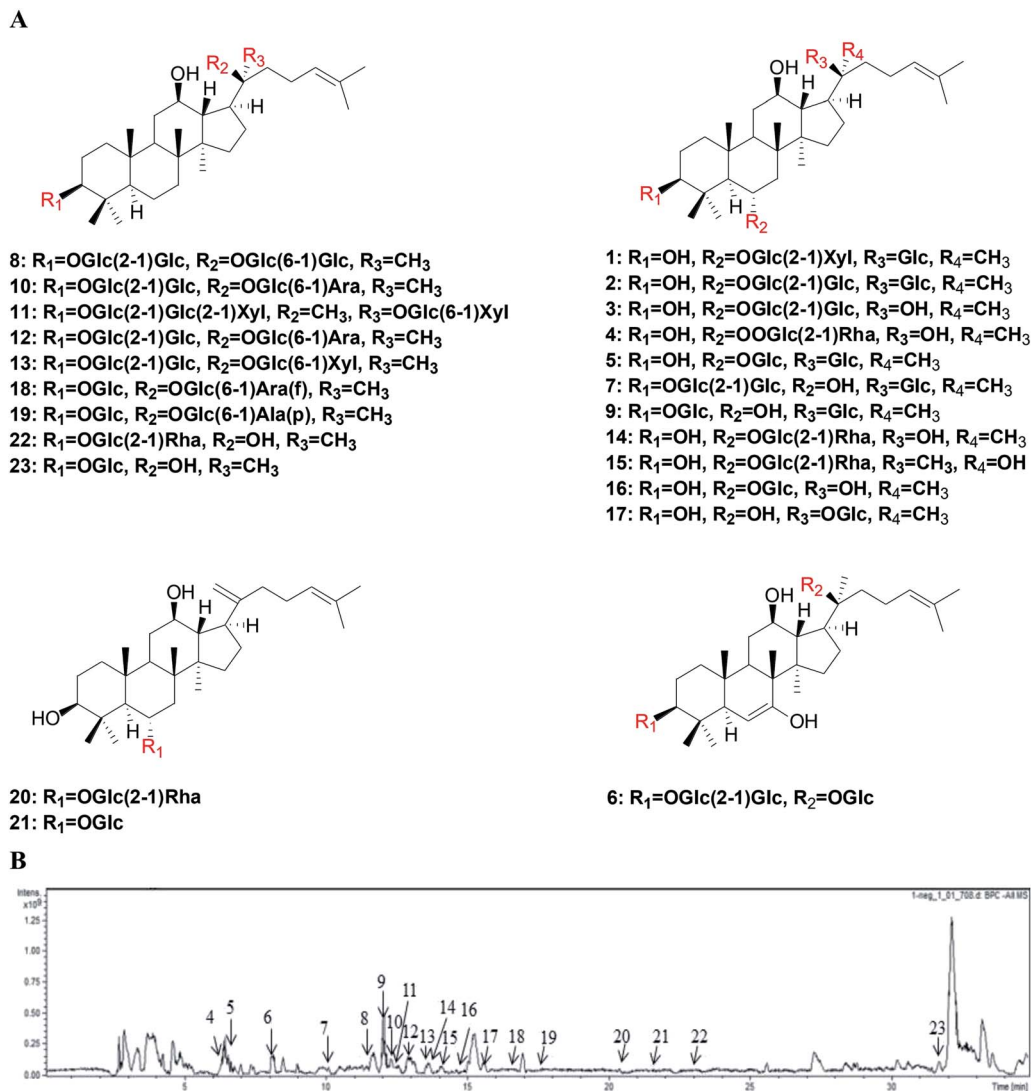 A
R₂ R₃
OH
H
H
R₁
H
8: R₁=OGlc(2-1)Glc, R₂=OGlc(6-1)Glc, R₃=CH₃
10: R₁=OGlc(2-1)Glc, R₂=OGlc(6-1)Ara, R₃=CH₃
11: R₁=OGlc(2-1)Glc(2-1)Xyl, R₂=CH₃, R₃=OGlc(6-1)Xyl
12: R₁=OGlc(2-1)Glc, R₂=OGlc(6-1)Ara, R₃=CH₃
13: R₁=OGlc(2-1)Glc, R₂=OGlc(6-1)Xyl, R₃=CH₃
18: R₁=OGlc, R₂=OGlc(6-1)Ara(f), R₃=CH₃
19: R₁=OGlc, R₂=OGlc(6-1)Ala(p), R₃=CH₃
22: R₁=OGlc(2-1)Rha, R₂=OH, R₃=CH₃
23: R₁=OGlc, R₂=OH, R₃=CH₃
R₃ R₄
OH
H
H
R₁
H
R₂
1: R₁=OH, R₂=OGlc(2-1)Xyl, R₃=Glc, R₄=CH₃
2: R₁=OH, R₂=OGlc(2-1)Glc, R₃=Glc, R₄=CH₃
3: R₁=OH, R₂=OGlc(2-1)Glc, R₃=OH, R₄=CH₃
4: R₁=OH, R₂=OOGlc(2-1)Rha, R₃=OH, R₄=CH₃
5: R₁=OH, R₂=OGlc, R₃=Glc, R₄=CH₃
7: R₁=OGlc(2-1)Glc, R₂=OH, R₃=Glc, R₄=CH₃
9: R₁=OGlc, R₂=OH, R₃=Glc, R₄=CH₃
14: R₁=OH, R₂=OGlc(2-1)Rha, R₃=OH, R₄=CH₃
15: R₁=OH, R₂=OGlc(2-1)Rha, R₃=CH₃, R₄=OH
16: R₁=OH, R₂=OGlc, R₃=OH, R₄=CH₃
17: R₁=OH, R₂=OH, R₃=OGlc, R₄=CH₃
OH
H
H
HO
H
R₁
20: R₁=OGlc(2-1)Rha
21: R₁=OGlc
R₂
OH
H
H
R₁
H
OH
6: R₁=OGlc(2-1)Glc, R₂=OGlc
B
Intens.
x10⁹
1-neg_1_01_708.d: BPC -All MS
1.25
1.00
0.75
0.50
0.25
0.00
4 5 6 7 8 9 10 11 12 13 14 15 16 17 18 19 20 21 22 23
5 10 15 20 25 30 Time [min]